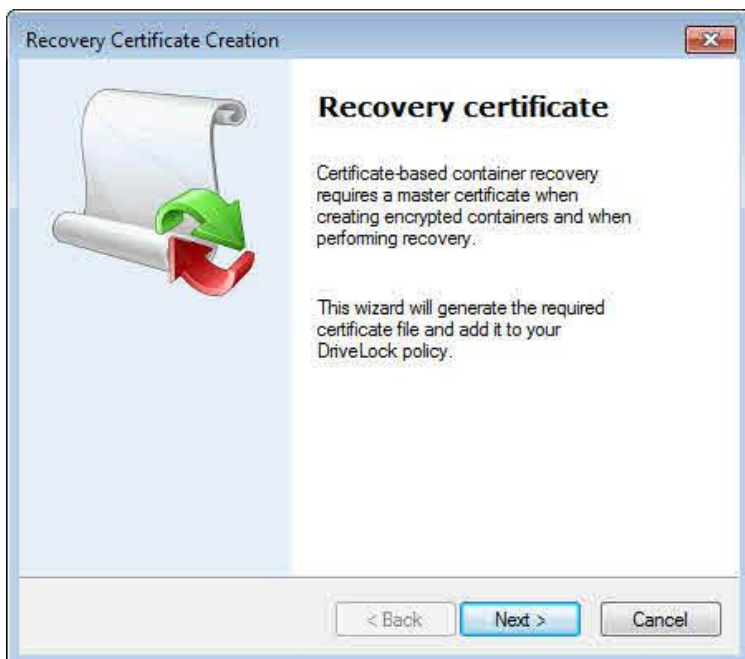 Recovery Certificate Creation
Recovery certificate
Certificate-based container recovery
requires a master certificate when
creating encrypted containers and when
performing recovery.
This wizard will generate the required
certificate file and add it to your
DriveLock policy.
< Back Next > Cancel